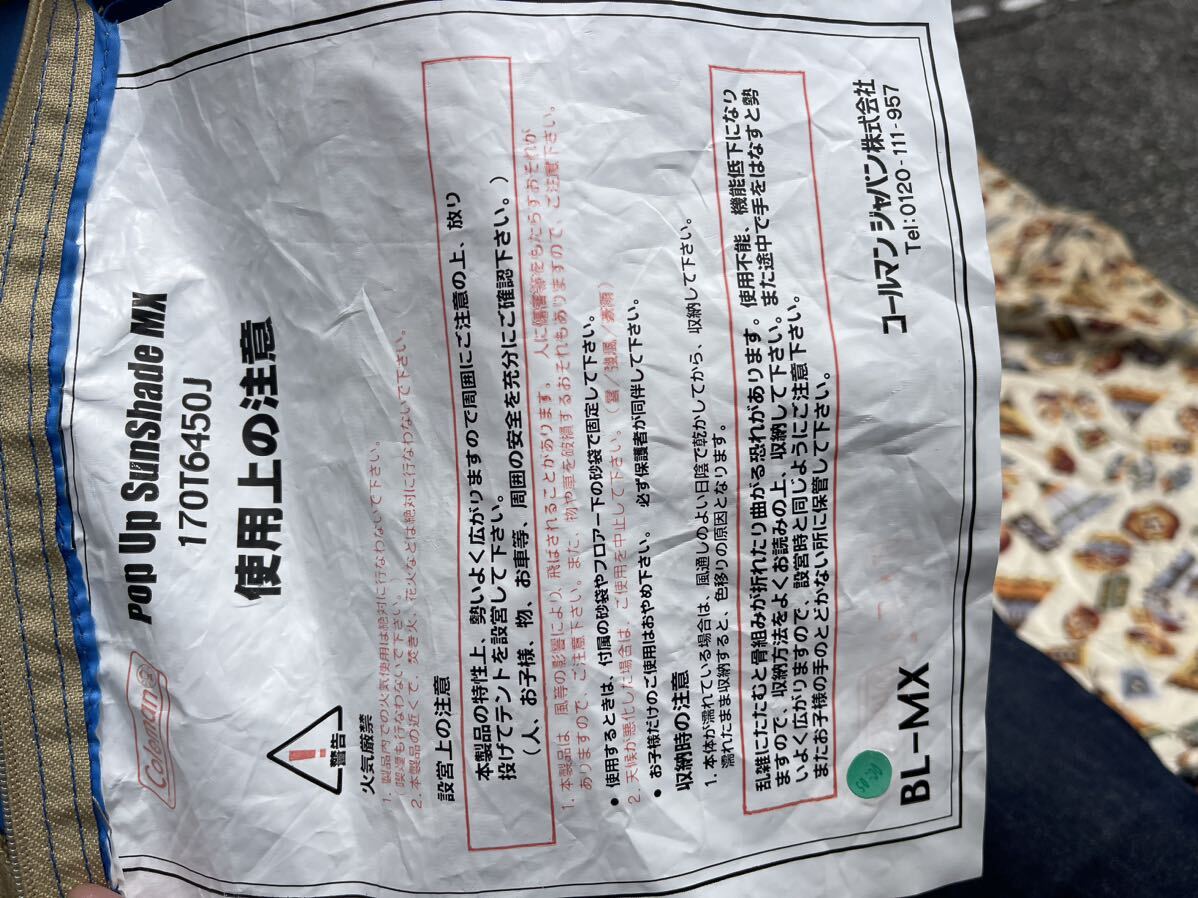 Coleman®
Pop Up SunShade MX
170T6450J
使用上の注意
警告
火気厳禁
1. 製品内での火気使用は絶対に行なわないで下さい。
(喫煙も行なわないで下さい。)
2. 本製品の近くで、焚き火、花火などは絶対に行なわないで下さい。
設営上の注意
本製品の特性上、勢いよく広がりますので周囲にご注意の上、放り
投げてテントを設営して下さい。
(人、お子様、物、お車等、周囲の安全を充分にご確認下さい。)
1. 本製品は、風等の影響により、飛ばされることがあります。人に傷害等をもたらすおそれが
ありますので、ご注意下さい。また、物や車を破損するおそれもありますので、ご注意下さい。
● 使用するときは、付属の砂袋やフロアー下の砂袋で固定して下さい。
2. 天候が悪化した場合は、ご使用を中止して下さい。(雷/強風/豪雨)
● お子様だけのご使用はおやめ下さい。 必ず保護者が同伴して下さい。
収納時の注意
1. 本体が濡れている場合は、風通しのよい日陰で乾かしてから、収納して下さい。
濡れたまま収納すると、色移りの原因となります。
乱雑にたたむと骨組みが折れたり曲がる恐れがあります。使用不能、機能低下になり
ますので、収納方法をよくお読みの上、収納して下さい。また途中で手をはなすと勢
いよく広がりますので、設営時と同じようにご注意下さい。
またお子様の手のとどかない所に保管して下さい。
BL-MX
コールマン ジャパン株式会社
Tel:0120-111-957